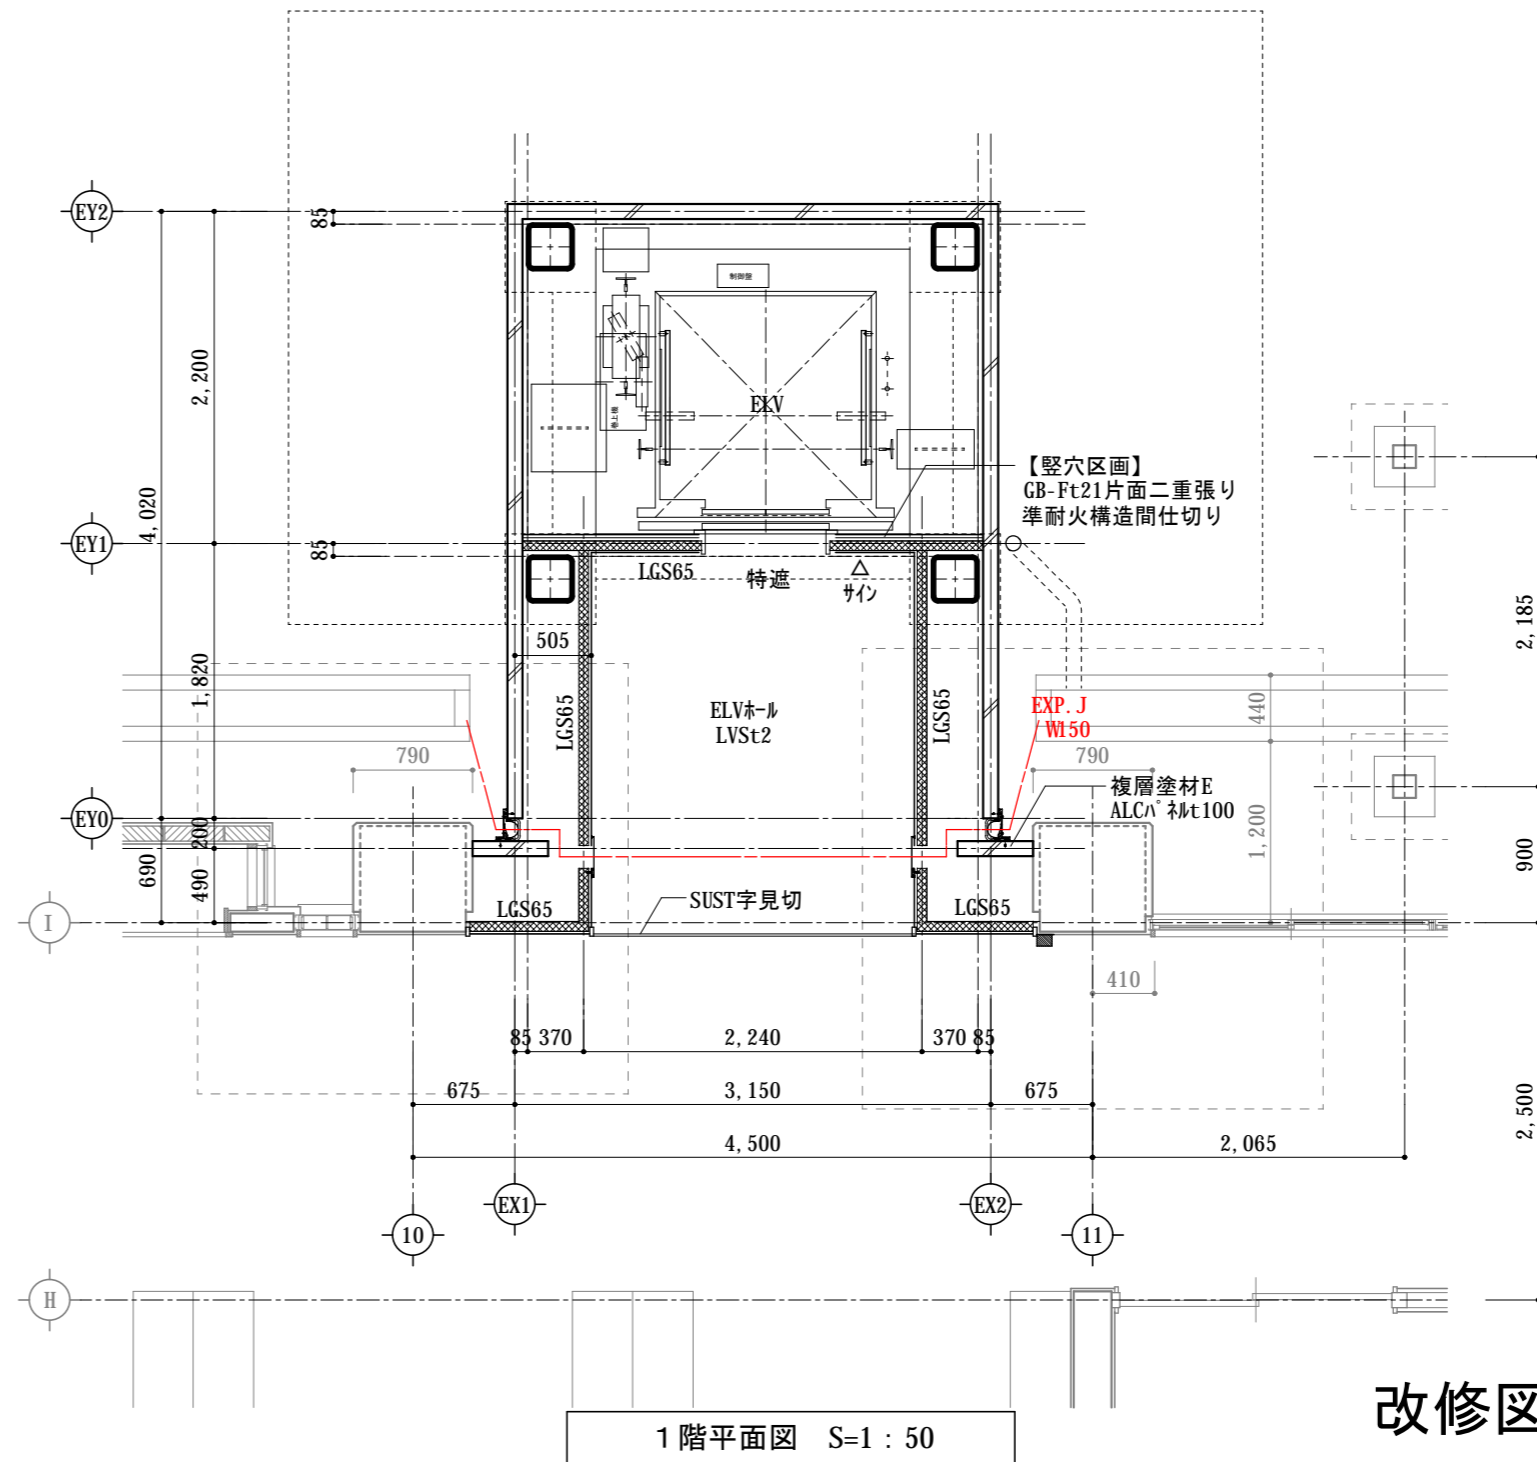 EY2
85
2,200
制御盤
巻上機
ELV
4,020
【竪穴区画】
GB-Ft21片面二重張り
準耐火構造間仕切り
EY1
85
LGS65
特遮
△
サイン
2,185
505
1,820
LGS65
ELVホール
LVSt2
LGS65
EXP.J
W150
440
790
790
複層塗材E
ALCパネルt100
EY0
200
690
490
1,200
900
LGS65
SUST字見切
LGS65
I
410
85
370
2,240
370
85
675
3,150
675
2,500
4,500
2,065
EX1
EX2
10
11
H
改修図
1階平面図 S=1:50